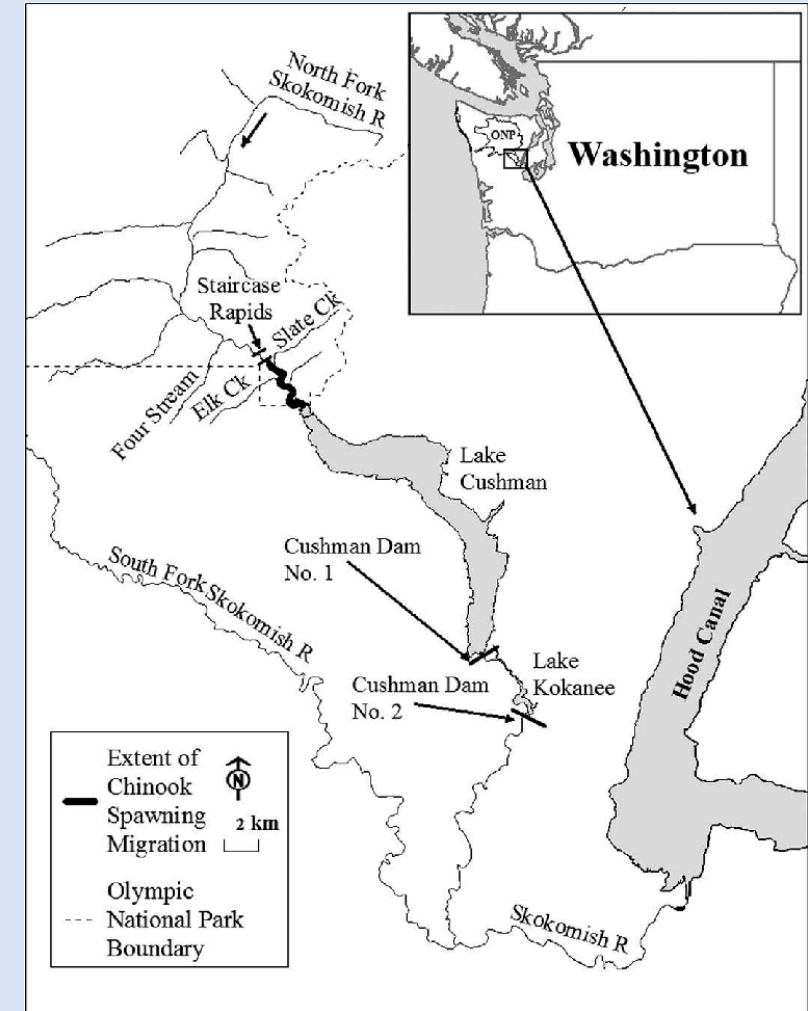 North Fork
Skokomish R
ONP
Washington
Staircase
Rapids
Slate Ck
Four Stream
Elk Ck
Lake
Cushman
South Fork Skokomish R
Cushman Dam
No. 1
Hood Canal
Lake
Kokanee
Cushman Dam
No. 2
Extent of
Chinook
Spawning
Migration
N
2 km
Olympic
National Park
Boundary
Skokomish R